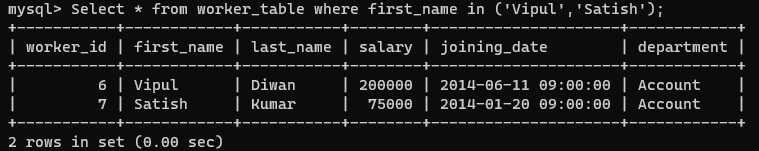 mysql> Select * from worker_table where first_name in ('Vipul','Satish');
+-----------+------------+-----------+--------+---------------------+------------+
| worker_id | first_name | last_name | salary | joining_date        | department |
+-----------+------------+-----------+--------+---------------------+------------+
|         6 | Vipul      | Diwan     | 200000 | 2014-06-11 09:00:00 | Account    |
|         7 | Satish     | Kumar     |  75000 | 2014-01-20 09:00:00 | Account    |
+-----------+------------+-----------+--------+---------------------+------------+
2 rows in set (0.00 sec)